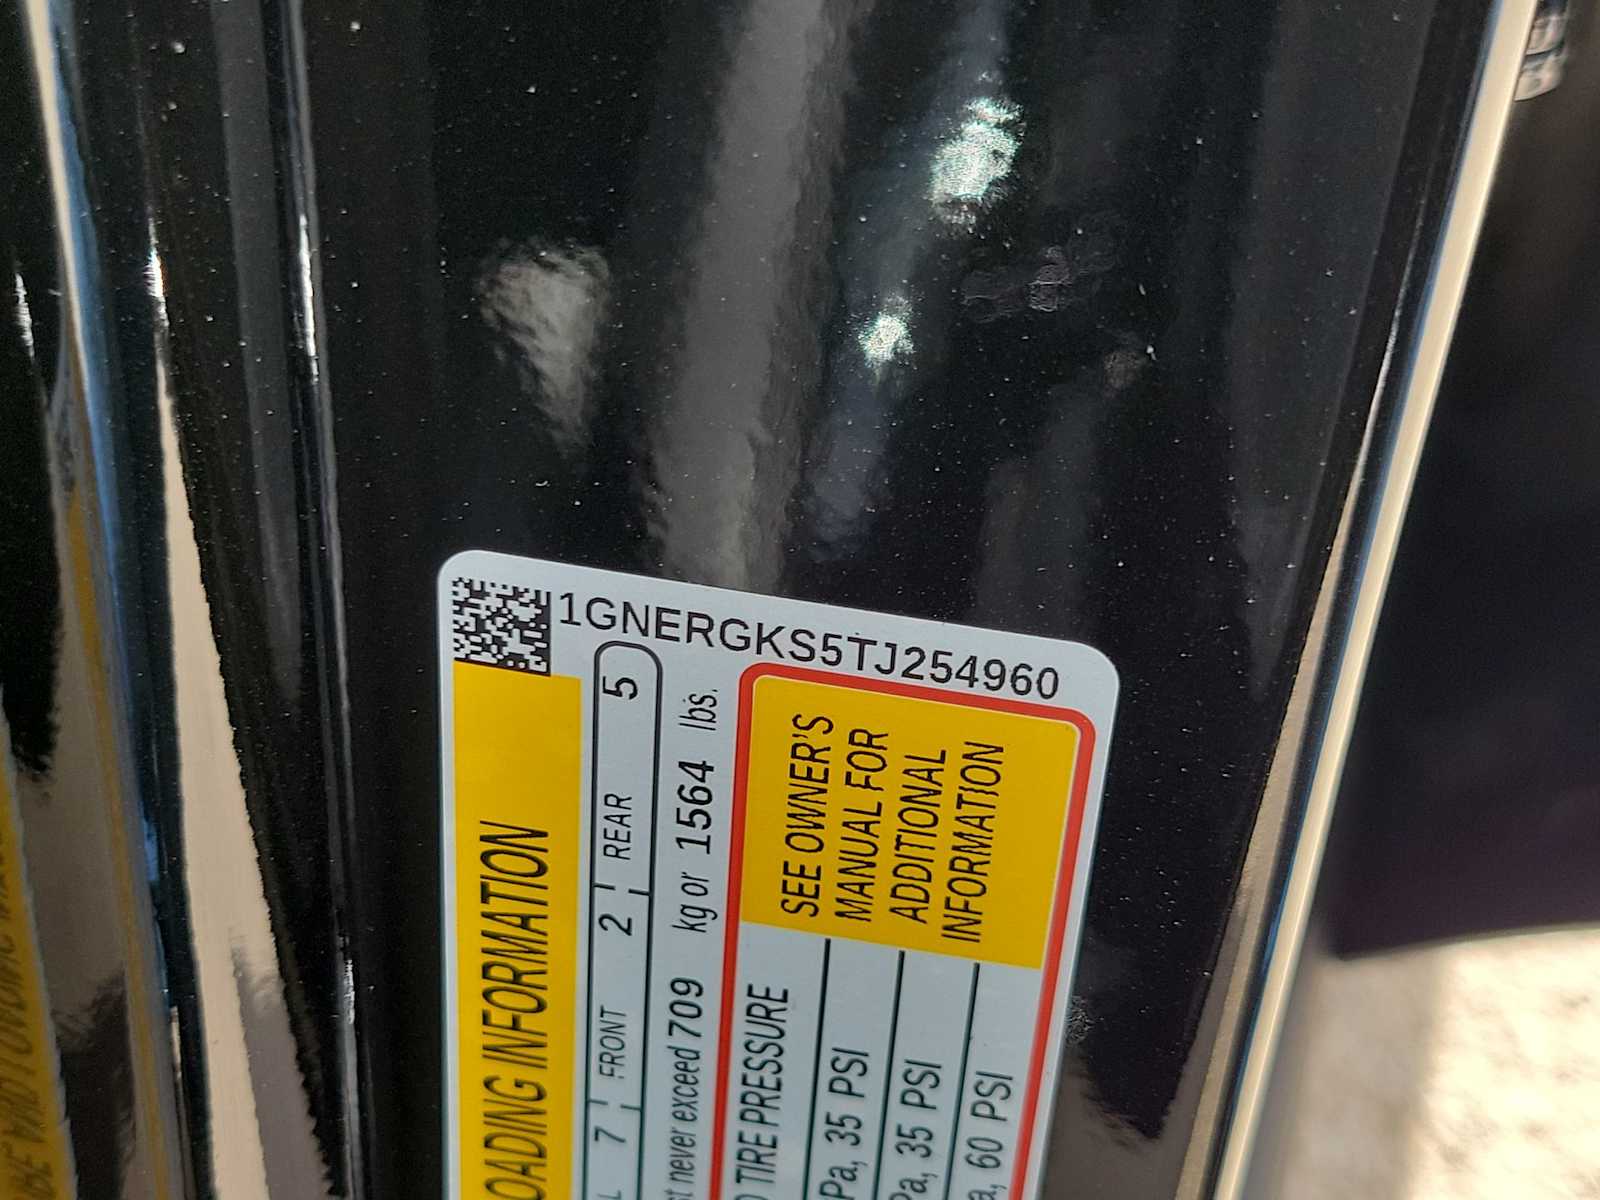 1GNERGKS5TJ254960
OADING INFORMATION
L 7 FRONT 2 REAR 5
st never exceed 709 kg or 1564 lbs.
TIRE PRESSURE
Pa, 35 PSI
Pa, 35 PSI
a, 60 PSI
SEE OWNER'S
MANUAL FOR
ADDITIONAL
INFORMATION